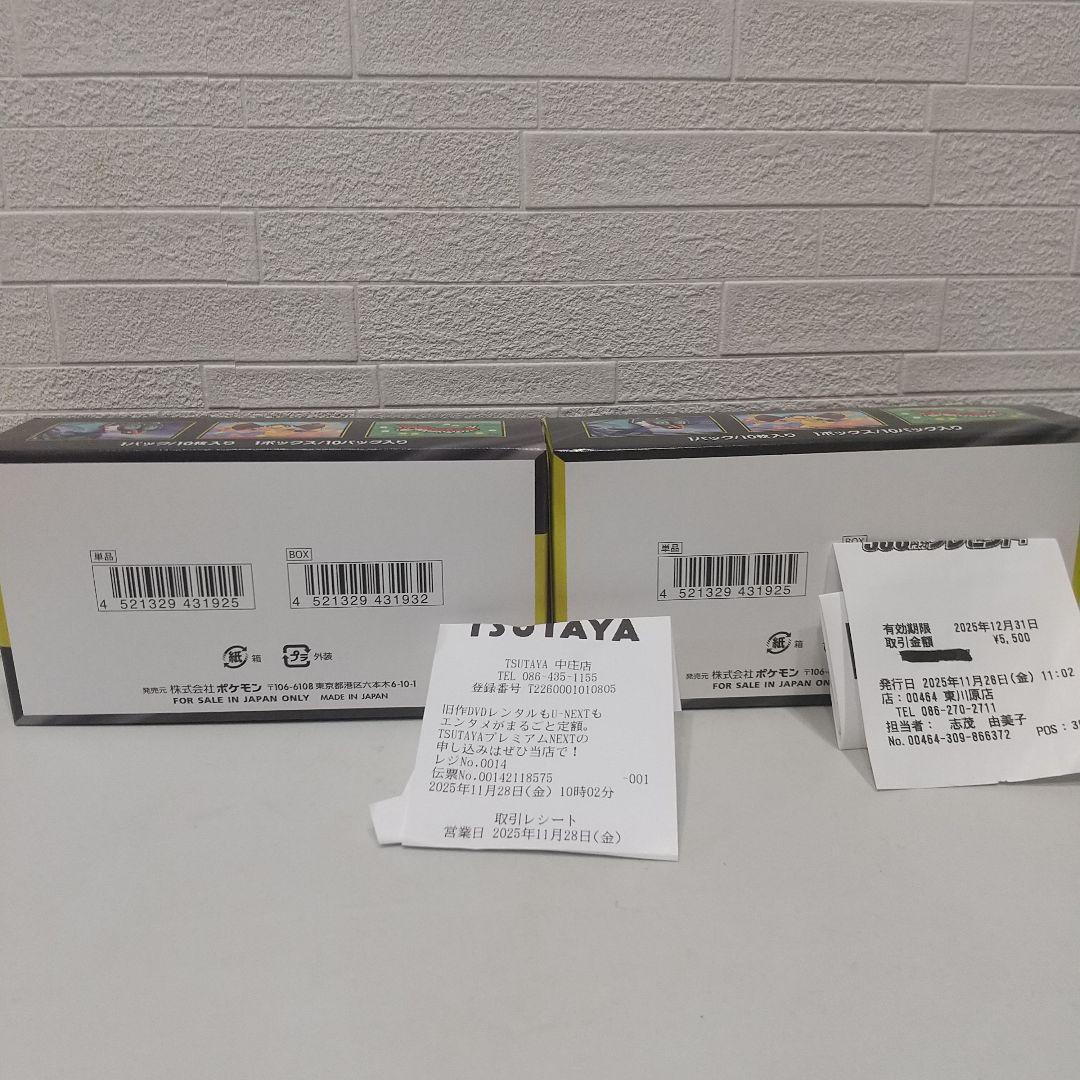 1パック/10枚入り 1ボックス/10パック入り
単品
4 521329 431925
BOX
4 521329 431932
紙 箱
プラ 外装
発売元 株式会社 ポケモン 〒106-6108 東京都港区六本木6-10-1
FOR SALE IN JAPAN ONLY MADE IN JAPAN
1パック/10枚入り 1ボックス/10パック入り
単品
4 521329 431925
BOX
紙 箱
発売元 株式会社 ポケモン 〒106-
FOR SALE IN JAPAN
TSUTAYA
TSUTAYA 中庄店
TEL 086-435-1155
登録番号 T2260001010805
旧作DVDレンタルもU-NEXTも
エンタメがまるごと定額。
TSUTAYAプレミアムNEXTの
申し込みはぜひ当店で!
レジNo.0014
伝票No.00142118575 -001
2025年11月28日(金) 10時02分
取引レシート
営業日 2025年11月28日(金)
プレゼント!
有効期限 2025年12月31日
取引金額 ¥5,500
発行日 2025年11月28日(金) 11:02
店:00464 東川原店
TEL 086-270-2711
担当者: 志茂 由美子
No.00464-309-866372 POS: